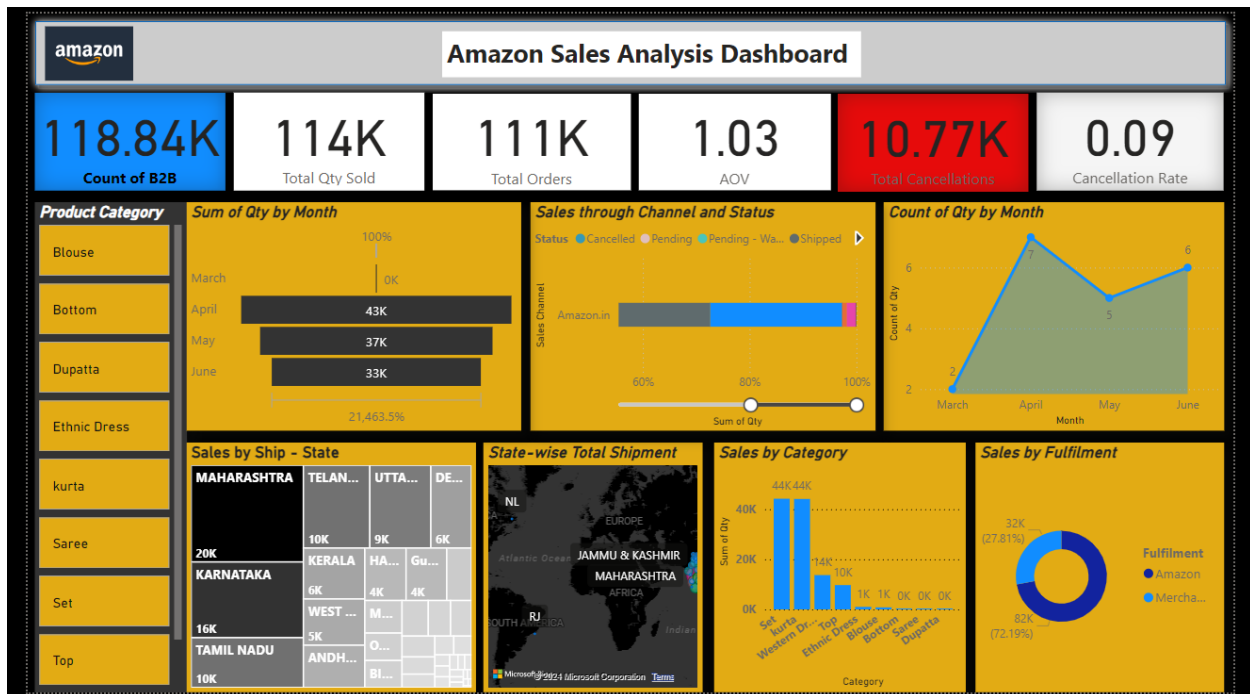 amazon
Amazon Sales Analysis Dashboard
118.84K
Count of B2B
114K
Total Qty Sold
111K
Total Orders
1.03
AOV
10.77K
Total Cancellations
0.09
Cancellation Rate
Product Category
Blouse
Bottom
Dupatta
Ethnic Dress
kurta
Saree
Set
Top
Sum of Qty by Month
100%
March
0K
April
43K
May
37K
June
33K
21,463.5%
Sales through Channel and Status
Status Cancelled Pending Pending - Wa... Shipped
Sales Channel
Amazon.in
60% 80% 100%
Sum of Qty
Count of Qty by Month
Count of Qty
6
4
2
2
7
5
6
March April May June
Month
Sales by Ship - State
MAHARASHTRA
20K
KARNATAKA
16K
TAMIL NADU
10K
TELAN...
10K
UTTA...
9K
DE...
6K
KERALA
6K
HA...
4K
Gu...
4K
WEST ...
5K
M...
ANDH...
O...
BI...
State-wise Total Shipment
NL
EUROPE
Atlantic Ocean
JAMMU & KASHMIR
MAHARASHTRA
AFRICA
RJ
SOUTH AMERICA
Indian
© 2024 Microsoft Corporation Terms
Sales by Category
Sum of Qty
40K
20K
0K
44K 44K
14K
10K
1K 1K 0K 0K 0K
Set
kurta
Western Dr...
Top
Ethnic Dress
Blouse
Bottom
Saree
Dupatta
Category
Sales by Fulfilment
32K
(27.81%)
82K
(72.19%)
Fulfilment
Amazon
Mercha...